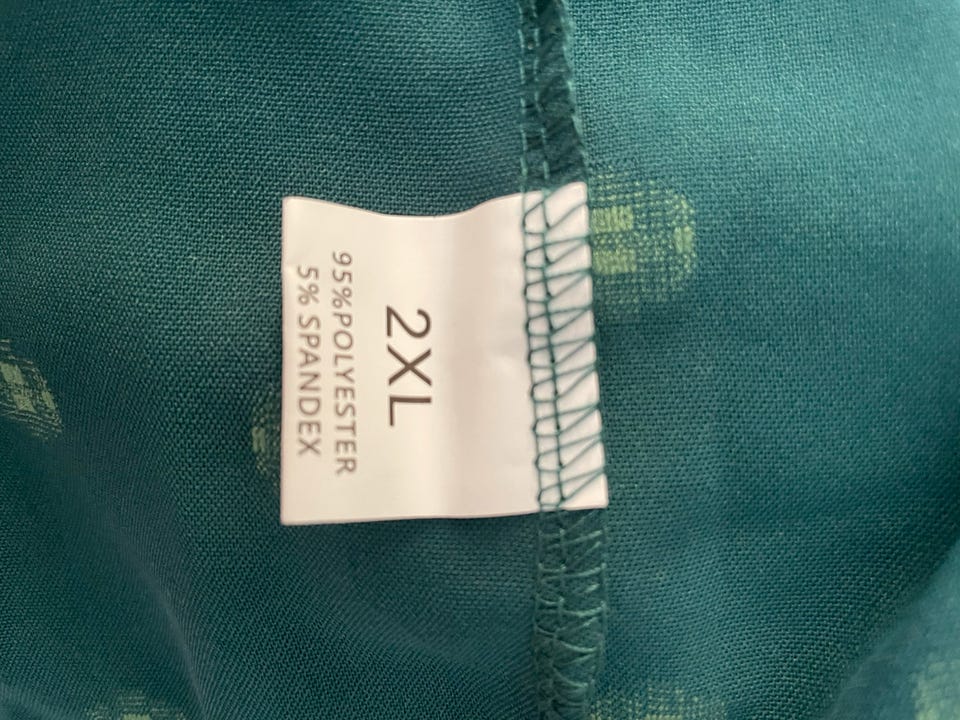 2XL
95%POLYESTER
5% SPANDEX